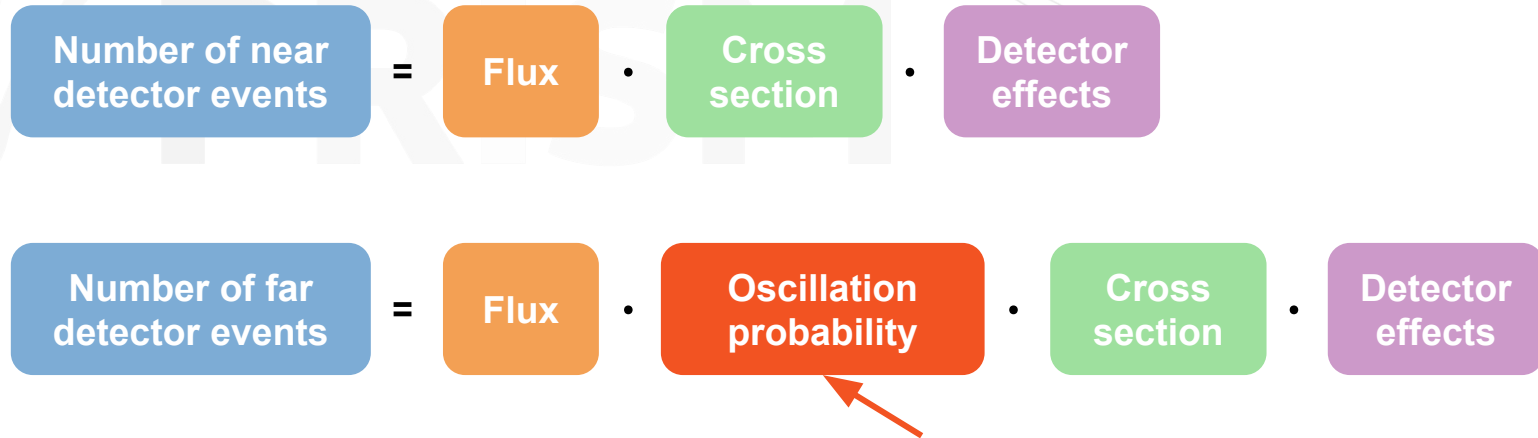 Number of near
detector events
=
Flux
·
Cross
section
·
Detector
effects
Number of far
detector events
=
Flux
·
Oscillation
probability
·
Cross
section
·
Detector
effects